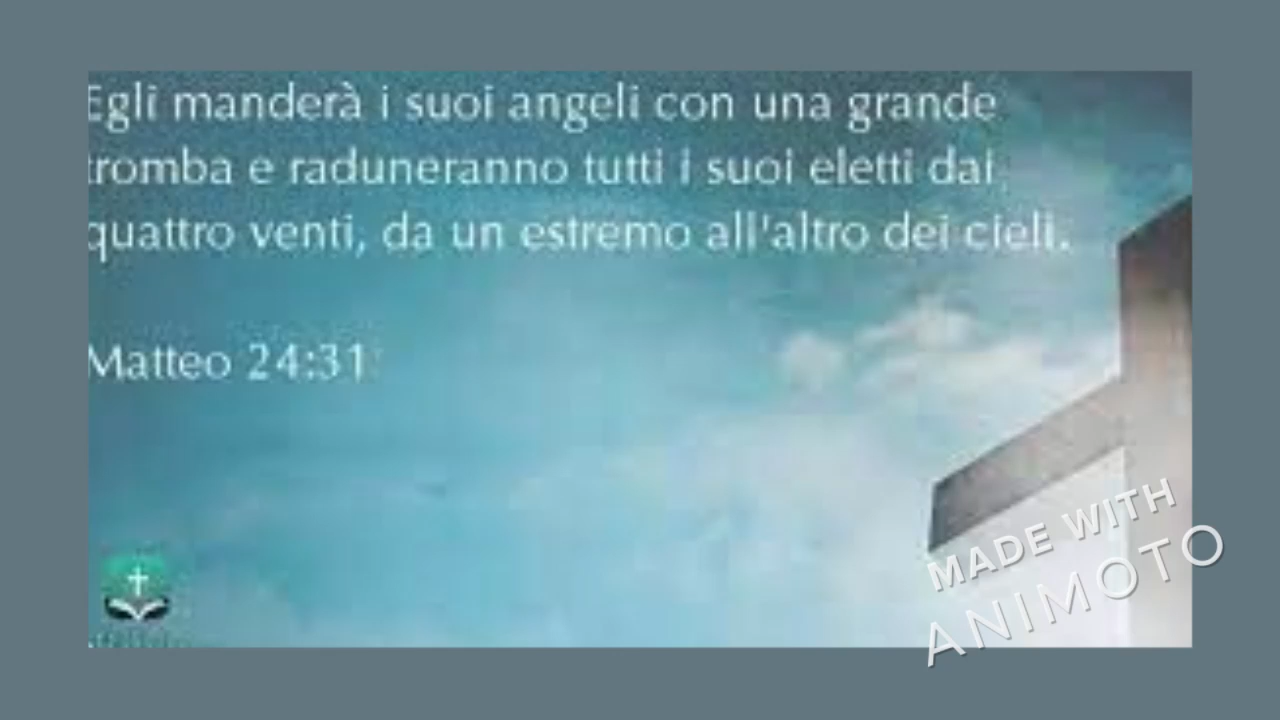 Egli manderà i suoi angeli con una grande
tromba e raduneranno tutti i suoi eletti dai
quattro venti, da un estremo all'altro dei cieli.
Matteo 24:31
MADE WITH
ANIMOTO